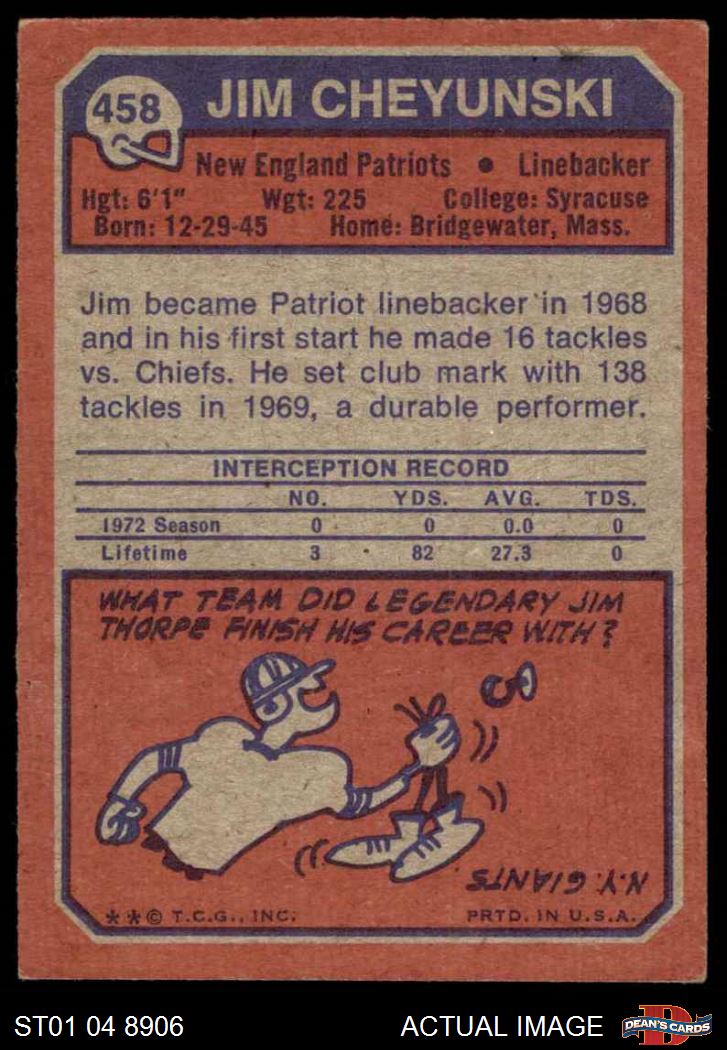 458
JIM CHEYUNSKI
New England Patriots • Linebacker
Hgt: 6'1" Wgt: 225 College: Syracuse
Born: 12-29-45 Home: Bridgewater, Mass.
Jim became Patriot linebacker in 1968
and in his first start he made 16 tackles
vs. Chiefs. He set club mark with 138
tackles in 1969, a durable performer.
INTERCEPTION RECORD
NO. YDS. AVG. TDS.
1972 Season 0 0 0.0 0
Lifetime 3 82 27.3 0
WHAT TEAM DID LEGENDARY JIM
THORPE FINISH HIS CAREER WITH?
N.Y. GIANTS
**© T.C.G., INC. PRTD. IN U.S.A.
ST01 04 8906 ACTUAL IMAGE
D
DEAN'S CARDS